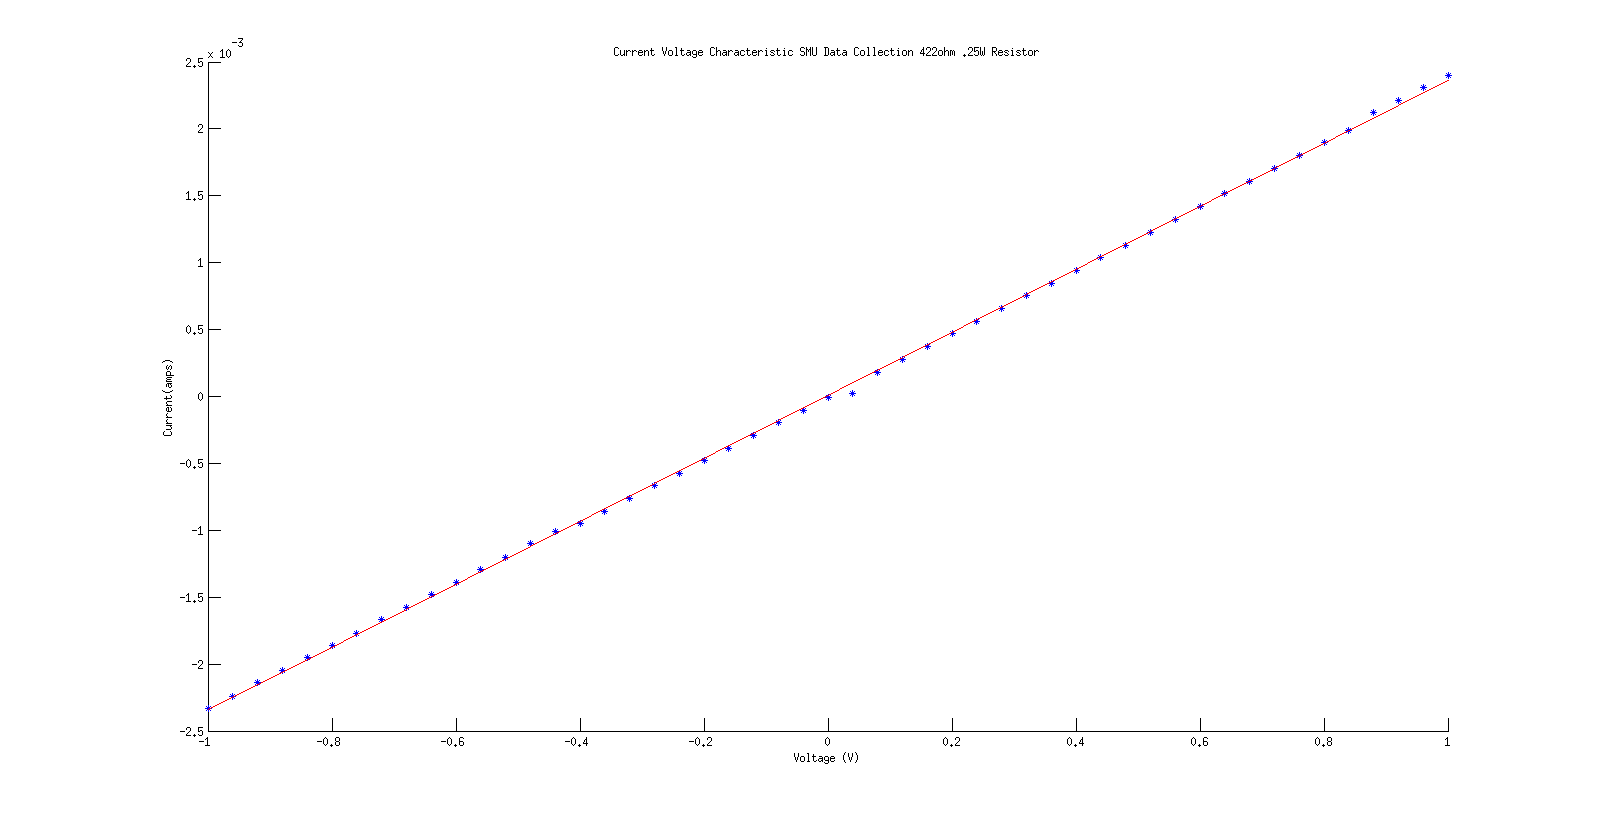 Current Voltage Characteristic SMU Data Collection 422ohm .25W Resistor
x 10^-3
2.5
2
1.5
1
0.5
0
-0.5
-1
-1.5
-2
-2.5
Current(amps)
-1 -0.8 -0.6 -0.4 -0.2 0 0.2 0.4 0.6 0.8 1
Voltage (V)